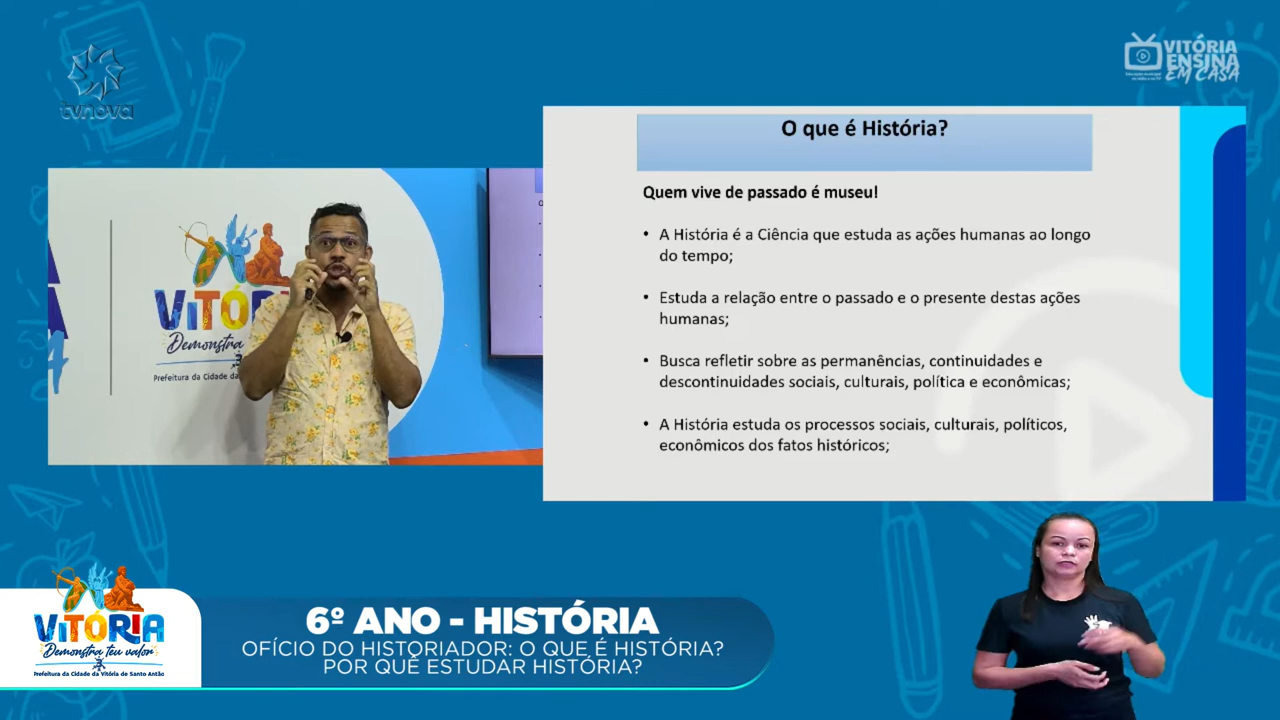 tvnova
VITÓRIA
ENSINA
EM CASA
O que é História?
Quem vive de passado é museu!
• A História é a Ciência que estuda as ações humanas ao longo
do tempo;
• Estuda a relação entre o passado e o presente destas ações
humanas;
• Busca refletir sobre as permanências, continuidades e
descontinuidades sociais, culturais, política e econômicas;
• A História estuda os processos sociais, culturais, políticos,
econômicos dos fatos históricos;
VITÓR
Demonstra
Prefeitura da Cidade da
6º ANO - HISTÓRIA
OFÍCIO DO HISTORIADOR: O QUE É HISTÓRIA?
POR QUE ESTUDAR HISTÓRIA?
VITÓRIA
Demonstra teu valor
Prefeitura da Cidade da Vitória de Santo Antão